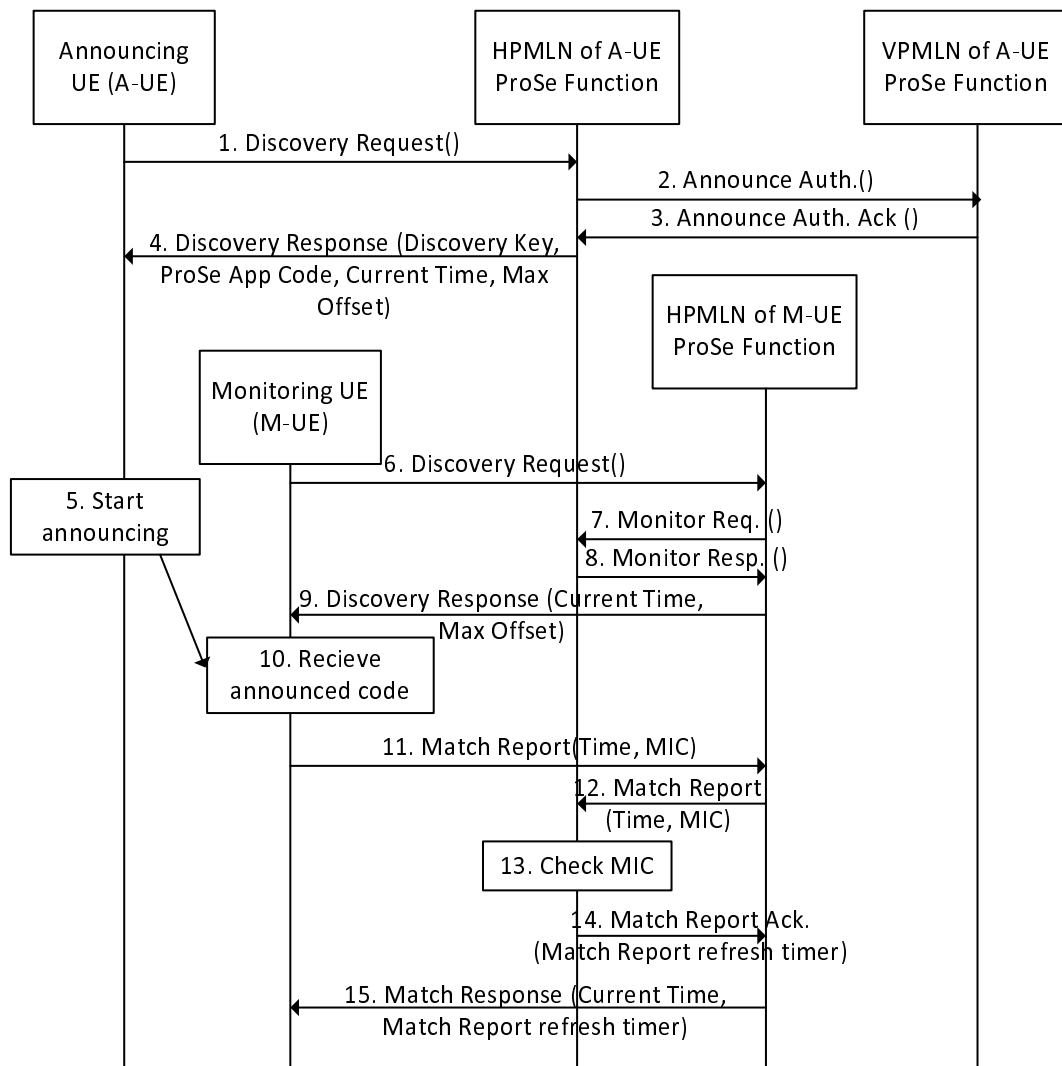 Announcing
UE (A-UE)
HPMLN of A-UE
ProSe Function
VPMLN of A-UE
ProSe Function
1. Discovery Request()
2. Announce Auth.()
3. Announce Auth. Ack ()
4. Discovery Response (Discovery Key,
ProSe App Code, Current Time, Max
Offset)
HPMLN of M-UE
ProSe Function
Monitoring UE
(M-UE)
6. Discovery Request()
5. Start
announcing
7. Monitor Req. ()
8. Monitor Resp. ()
9. Discovery Response (Current Time,
Max Offset)
10. Recieve
announced code
11. Match Report(Time, MIC)
12. Match Report
(Time, MIC)
13. Check MIC
14. Match Report Ack.
(Match Report refresh timer)
15. Match Response (Current Time,
Match Report refresh timer)